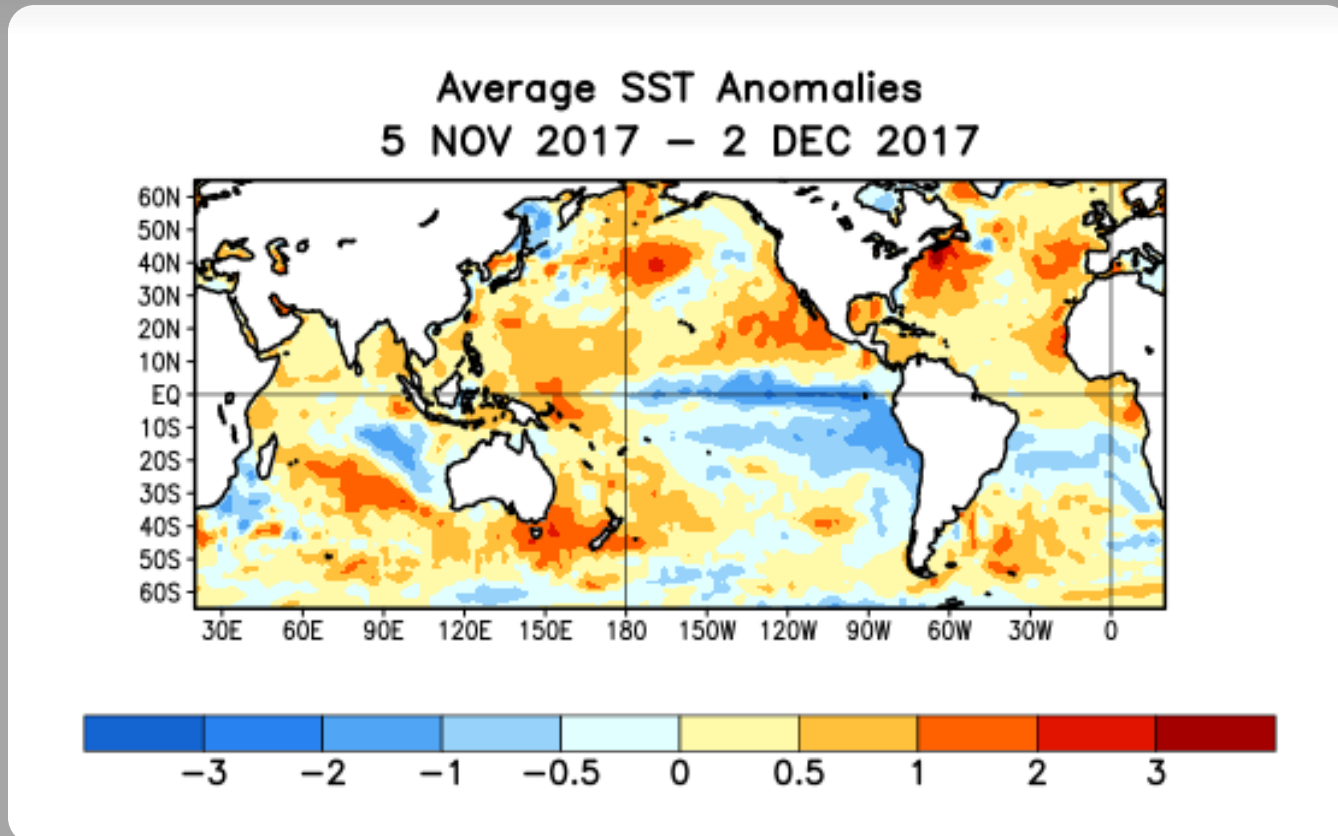 Average SST Anomalies
5 NOV 2017 – 2 DEC 2017
60N
50N
40N
30N
20N
10N
EQ
10S
20S
30S
40S
50S
60S
30E 60E 90E 120E 150E 180 150W 120W 90W 60W 30W 0
−3 −2 −1 −0.5 0 0.5 1 2 3